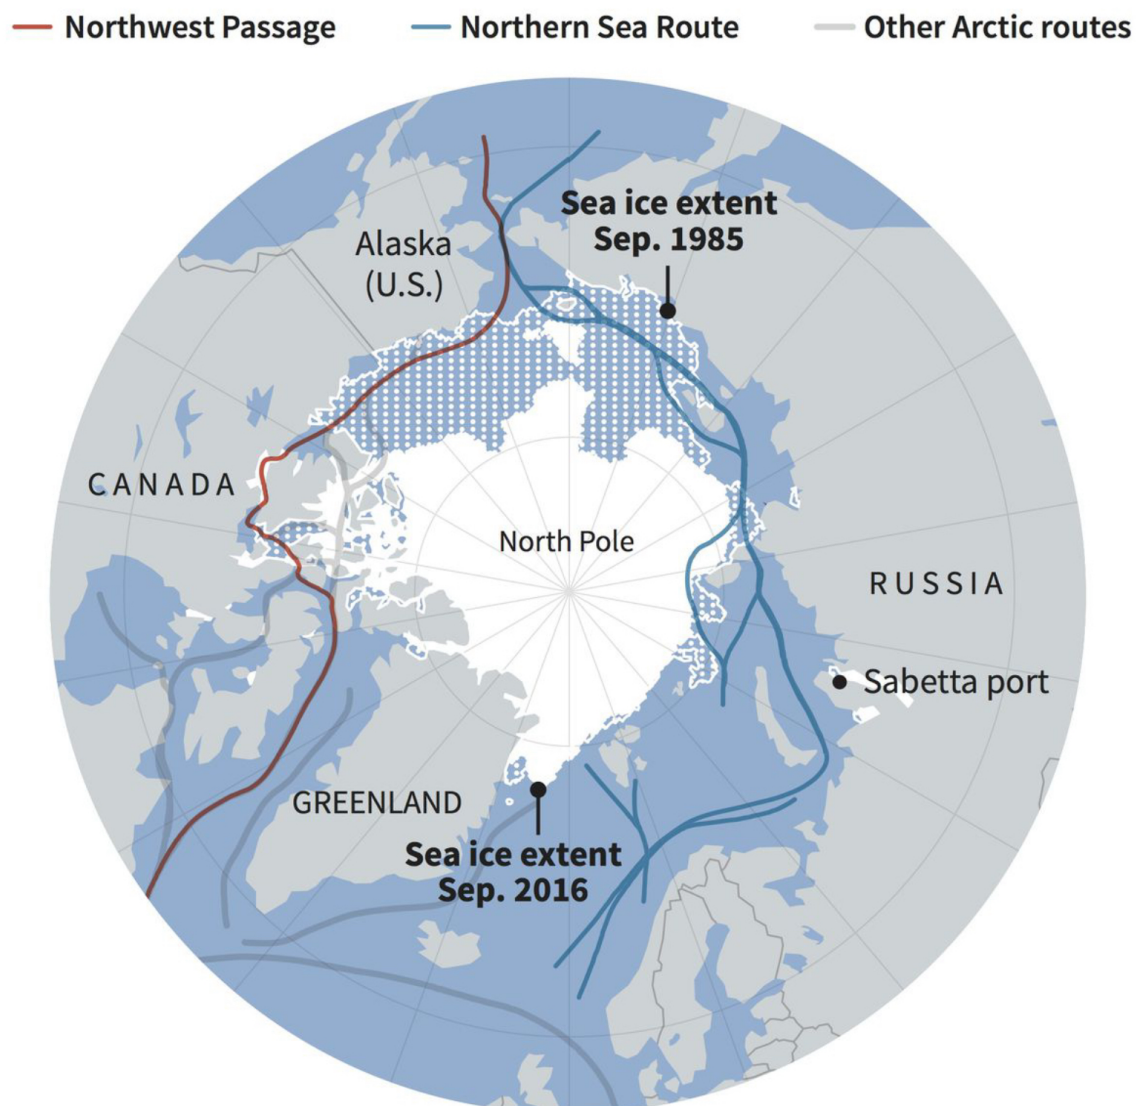 Northwest Passage
Northern Sea Route
Other Arctic routes
Sea ice extent
Sep. 1985
Alaska
(U.S.)
CANADA
North Pole
RUSSIA
Sabetta port
GREENLAND
Sea ice extent
Sep. 2016